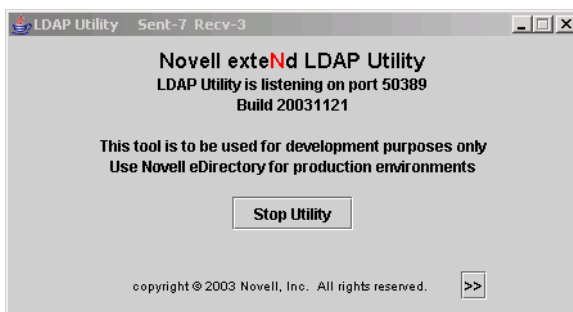 LDAP Utility Sent-7 Recv-3
Novell exteNd LDAP Utility
LDAP Utility is listening on port 50389
Build 20031121
This tool is to be used for development purposes only
Use Novell eDirectory for production environments
Stop Utility
copyright © 2003 Novell, Inc. All rights reserved.
>>